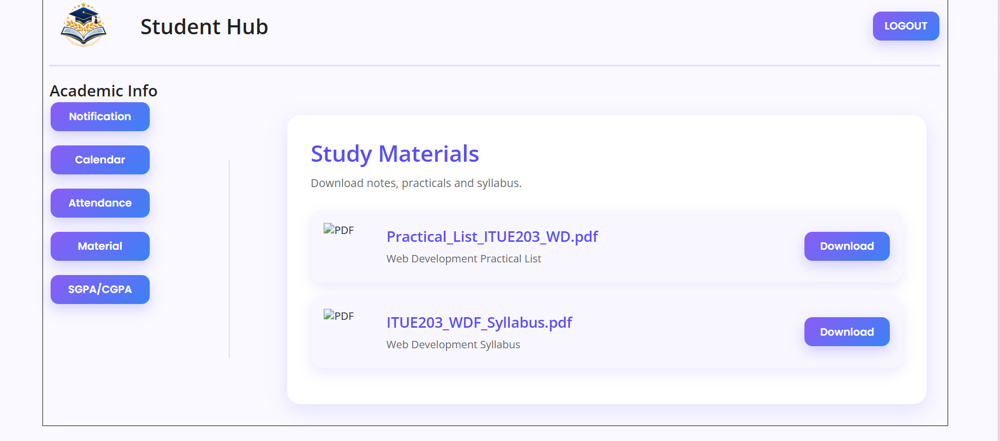 Student Hub
LOGOUT
Academic Info
Notification
Calendar
Attendance
Material
SGPA/CGPA
Study Materials
Download notes, practicals and syllabus.
PDF
Practical_List_ITUE203_WD.pdf
Web Development Practical List
Download
PDF
ITUE203_WDF_Syllabus.pdf
Web Development Syllabus
Download